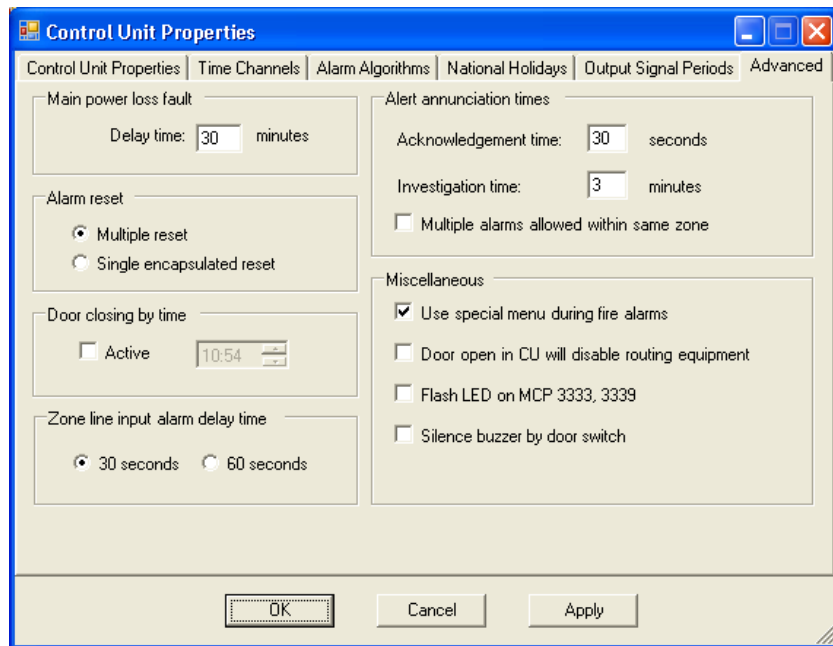 Control Unit Properties
Control Unit Properties
Time Channels
Alarm Algorithms
National Holidays
Output Signal Periods
Advanced
Main power loss fault
Delay time: 30 minutes
Alarm reset
Multiple reset
Single encapsulated reset
Door closing by time
Active 10:54
Zone line input alarm delay time
30 seconds 60 seconds
Alert annunciation times
Acknowledgement time: 30 seconds
Investigation time: 3 minutes
Multiple alarms allowed within same zone
Miscellaneous
Use special menu during fire alarms
Door open in CU will disable routing equipment
Flash LED on MCP 3333, 3339
Silence buzzer by door switch
OK
Cancel
Apply